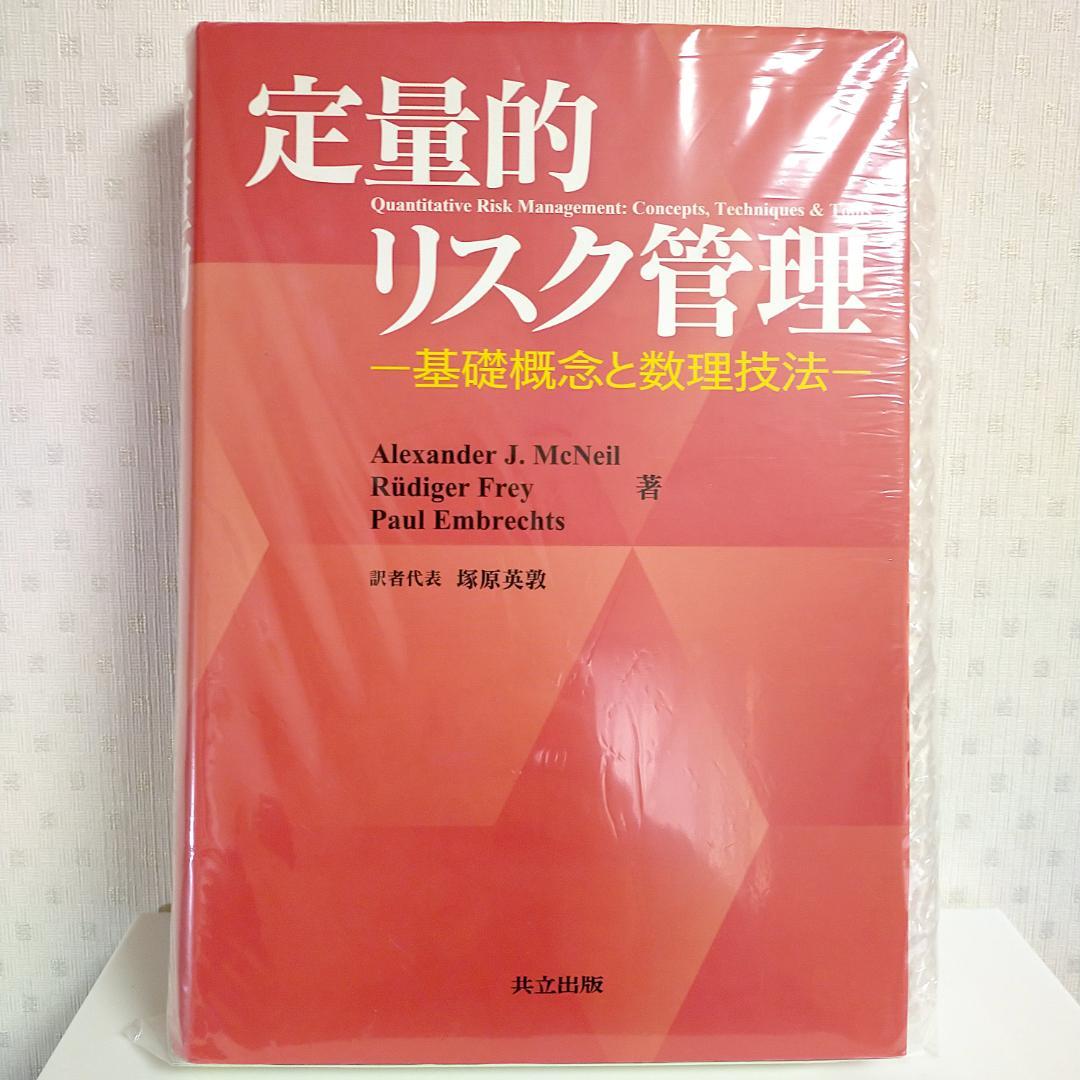 定量的
Quantitative Risk Management: Concepts, Techniques & Tools
リスク管理
—基礎概念と数理技法—
Alexander J. McNeil
Rüdiger Frey 著
Paul Embrechts
訳者代表 塚原英敦
共立出版